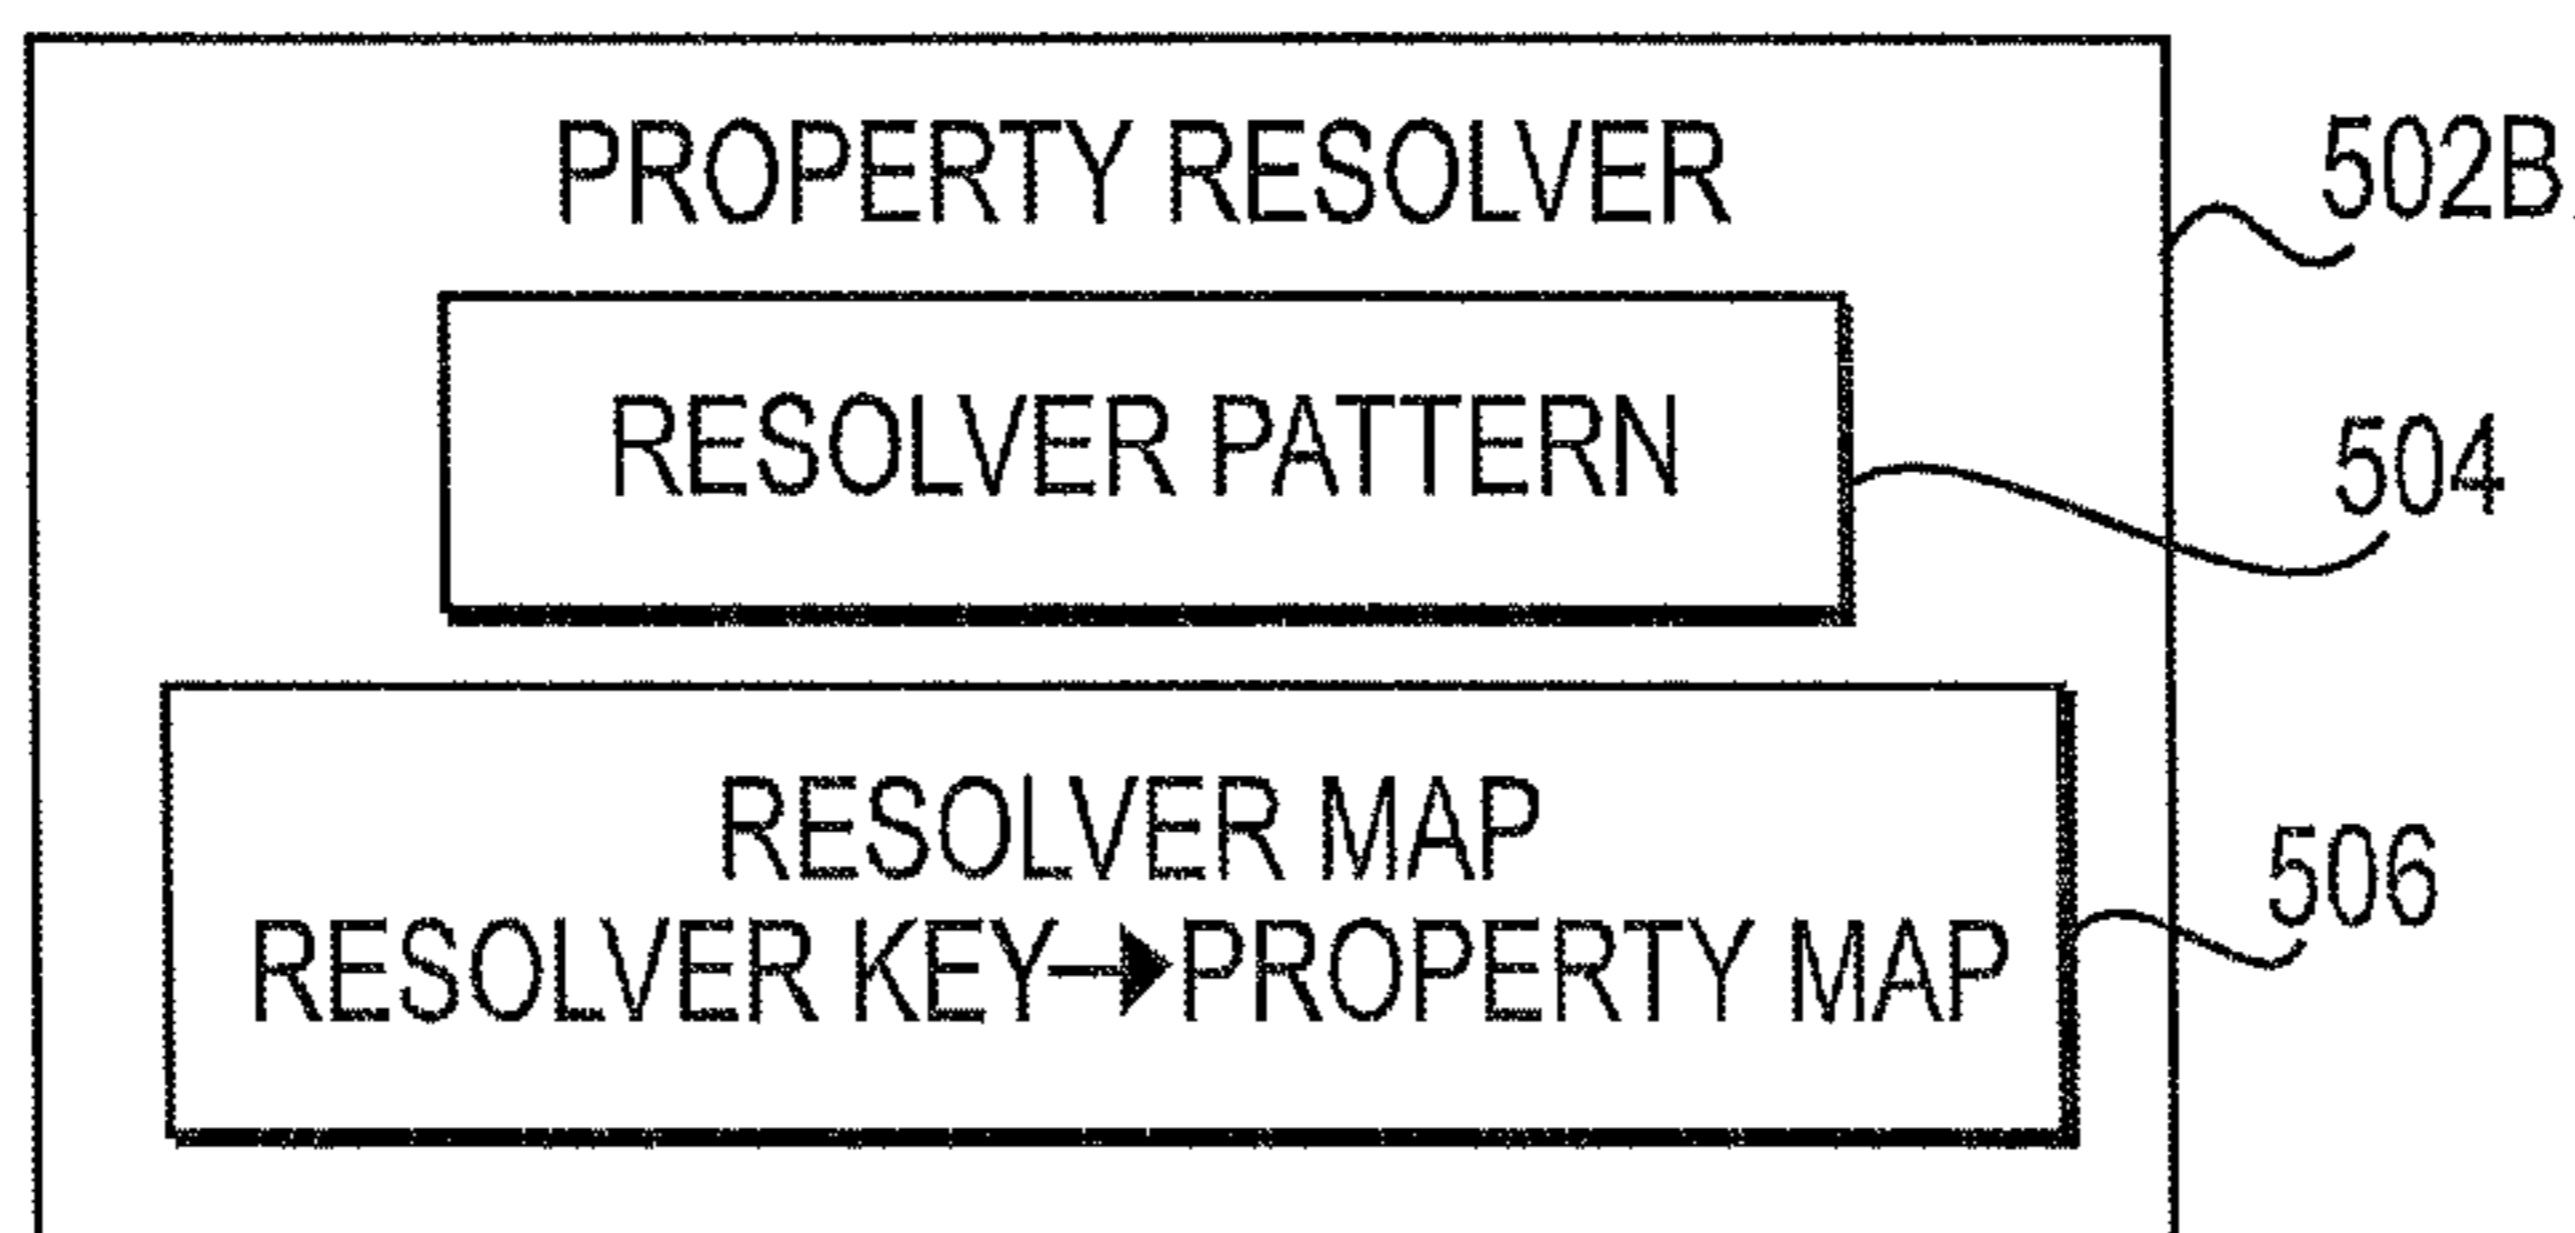 PROPERTY RESOLVER
502B
RESOLVER PATTERN
504
RESOLVER MAP
RESOLVER KEY→PROPERTY MAP
506